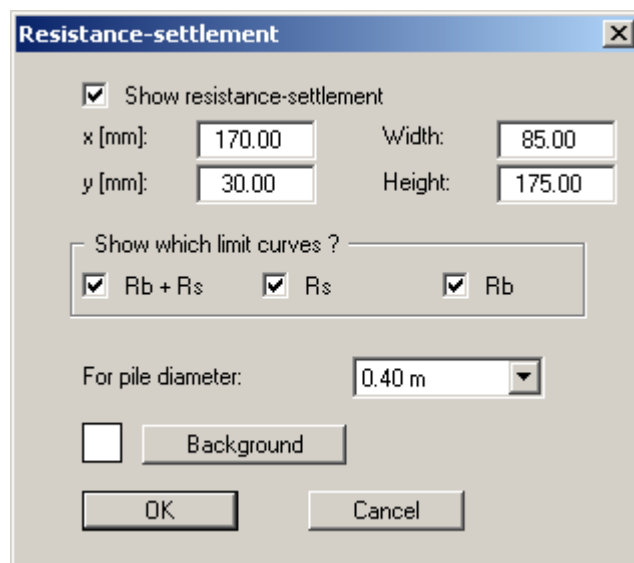 Resistance-settlement
Show resistance-settlement
x [mm]: 170.00 Width: 85.00
y [mm]: 30.00 Height: 175.00
Show which limit curves ?
Rb + Rs Rs Rb
For pile diameter: 0.40 m
Background
OK Cancel